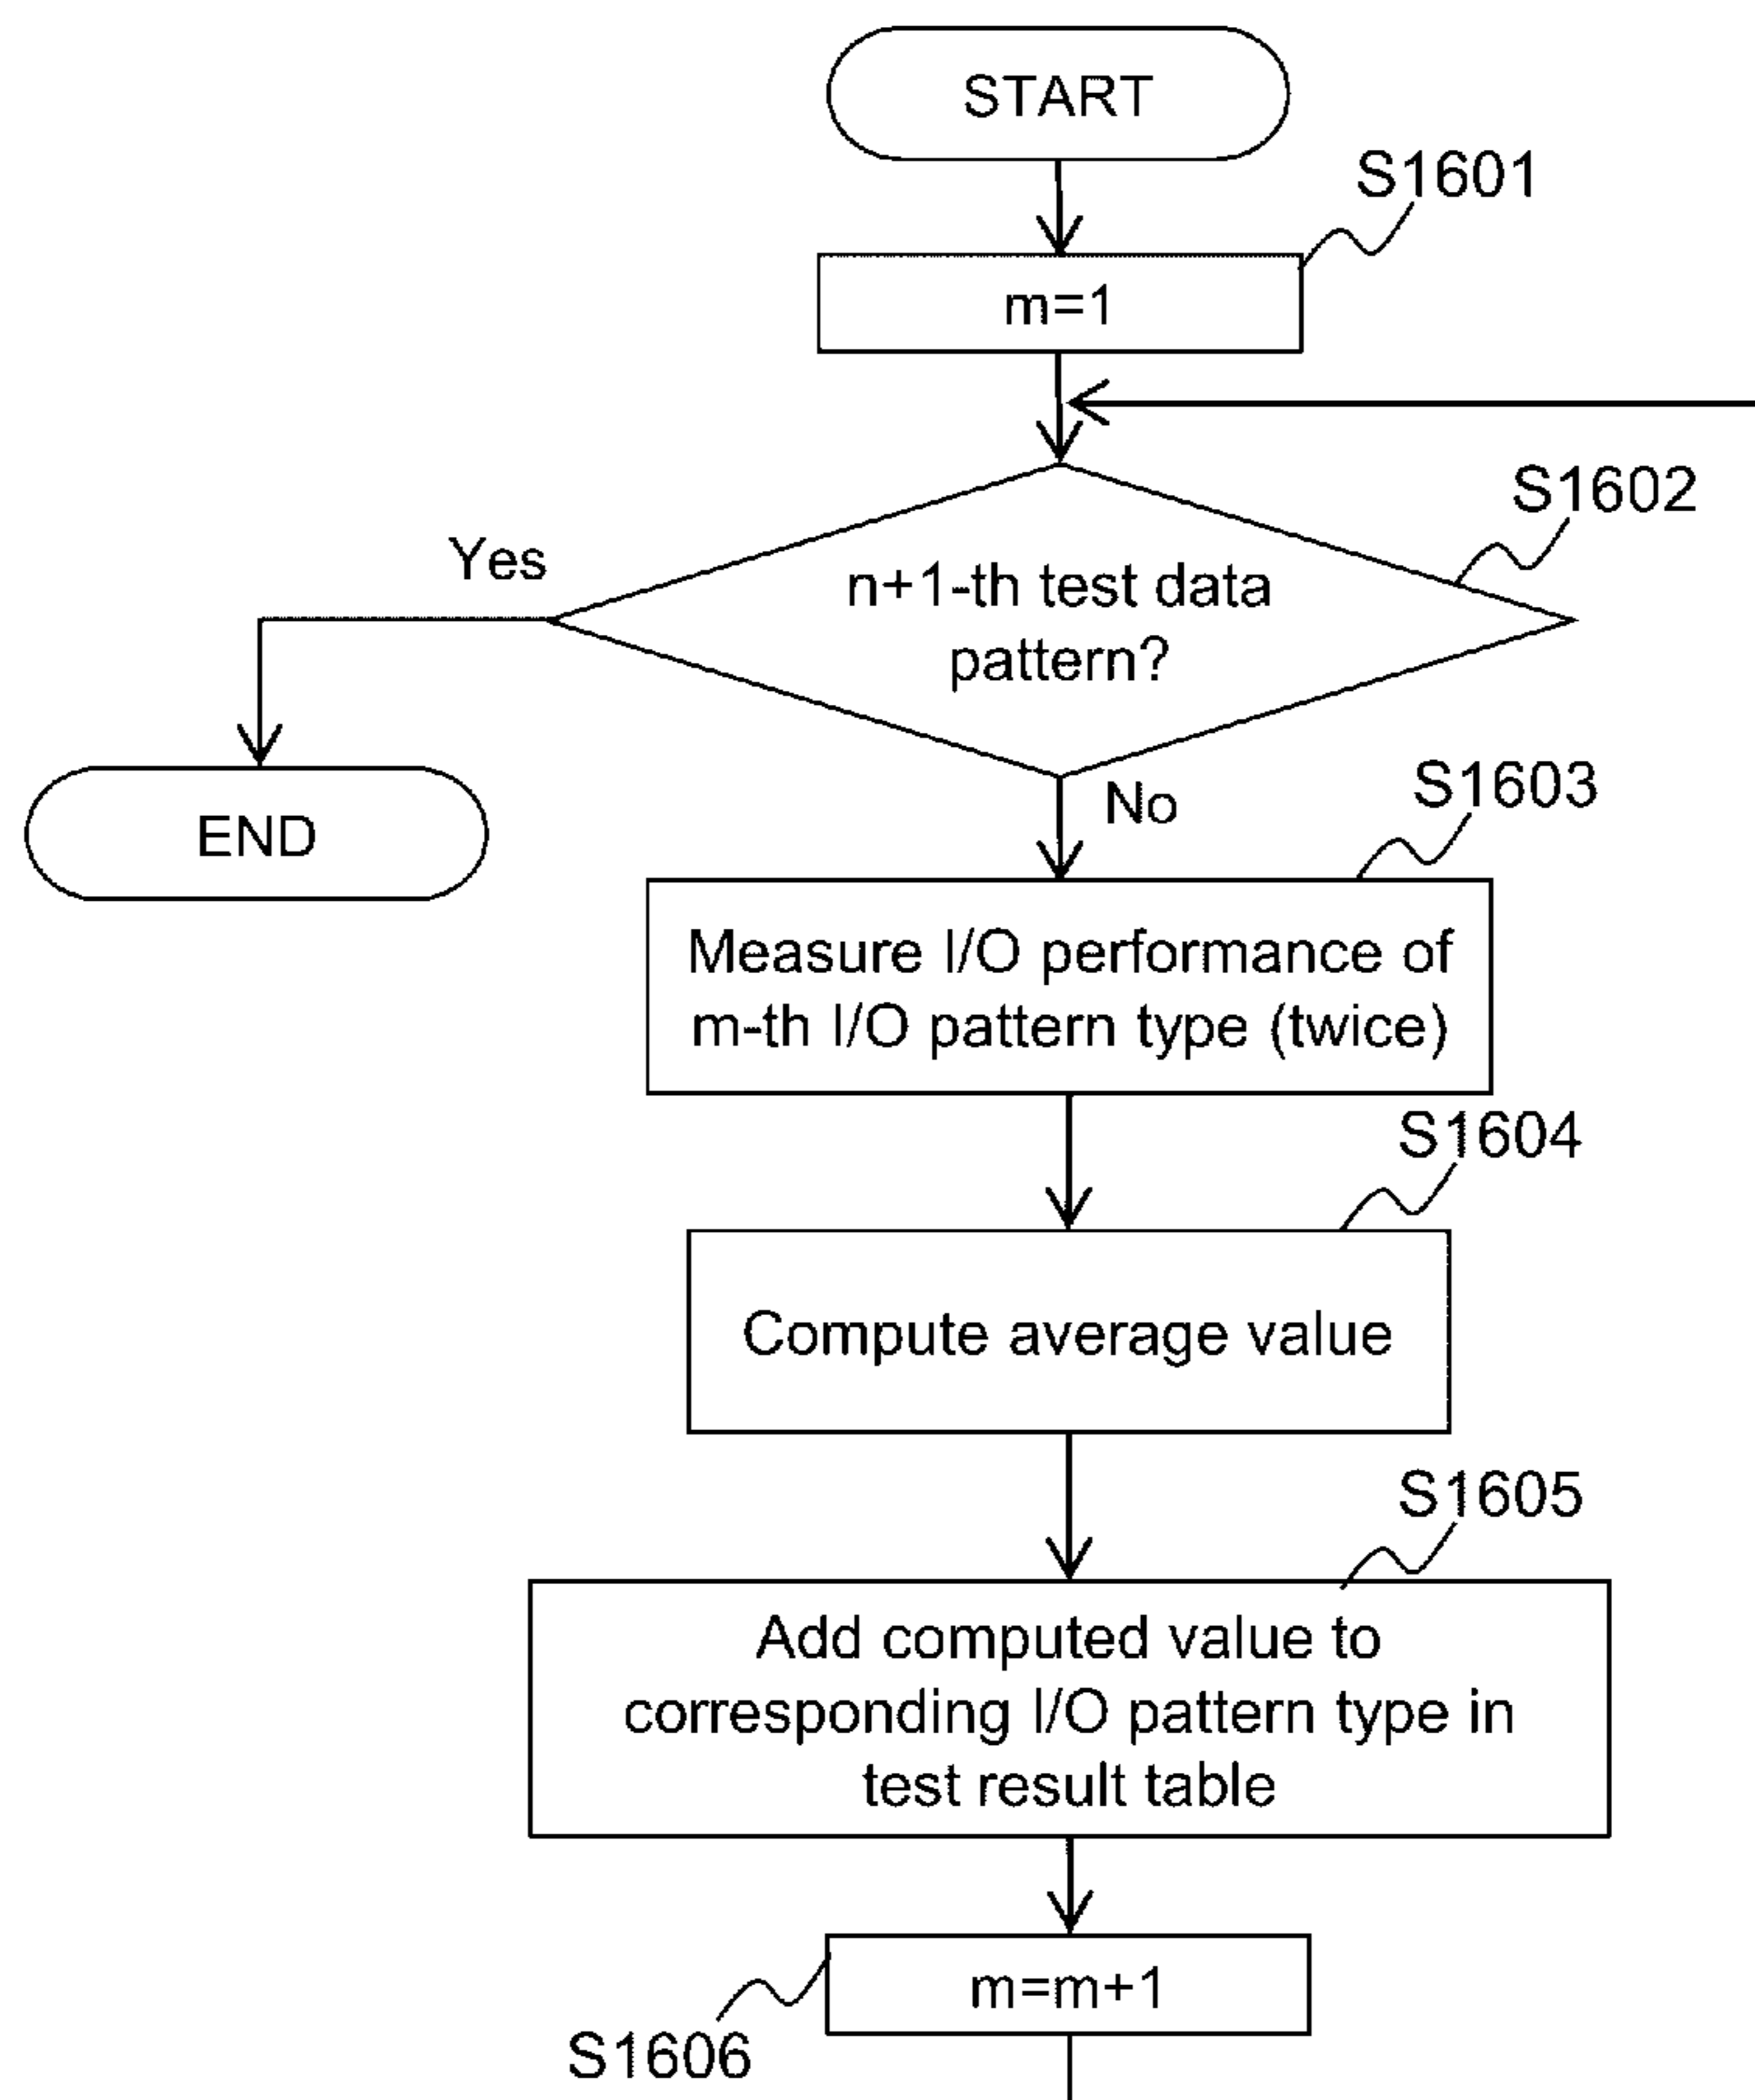 START
S1601
m=1
S1602
Yes
n+1-th test data
pattern?
No
S1603
END
Measure I/O performance of
m-th I/O pattern type (twice)
S1604
Compute average value
S1605
Add computed value to
corresponding I/O pattern type in
test result table
m=m+1
S1606